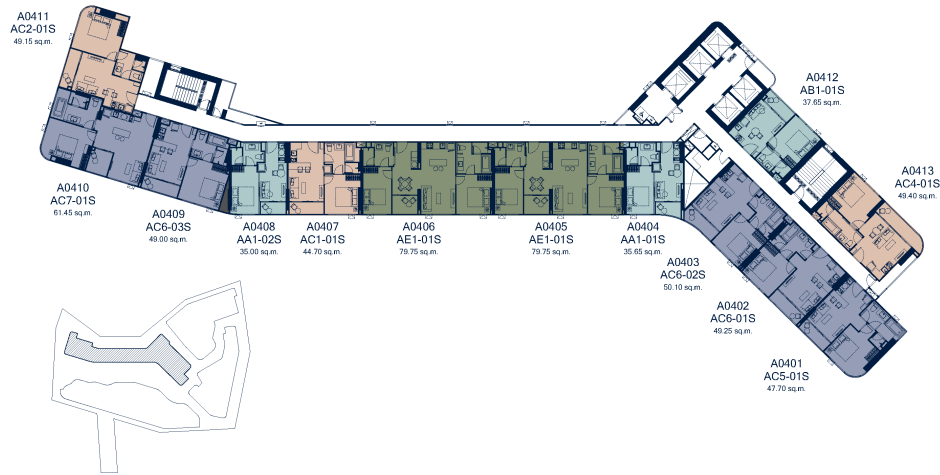 A0411
AC2-01S
49.15 sq.m.
A0412
AB1-01S
37.65 sq.m.
A0413
AC4-01S
49.40 sq.m.
A0410
AC7-01S
61.45 sq.m.
A0409
AC6-03S
49.00 sq.m.
A0408
AA1-02S
35.00 sq.m.
A0407
AC1-01S
44.70 sq.m.
A0406
AE1-01S
79.75 sq.m.
A0405
AE1-01S
79.75 sq.m.
A0404
AA1-01S
35.65 sq.m.
A0403
AC6-02S
50.10 sq.m.
A0402
AC6-01S
49.25 sq.m.
A0401
AC5-01S
47.70 sq.m.